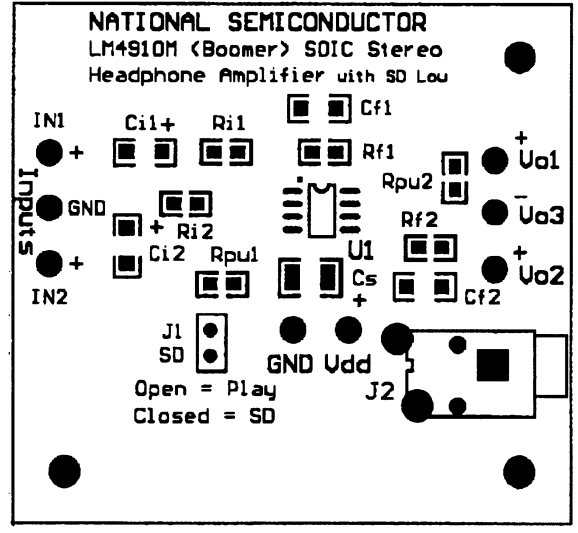 NATIONAL SEMICONDUCTOR
LM4910M (Boomer) SOIC Stereo
Headphone Amplifier with SD Low
Cf1
IN1
Ci1+
Ri1
Rf1
+
+
Vo1
Rpu2
Inputs
GND
Ri2
-
Vo3
Rf2
+
Ci2
Rpu1
U1
+
IN2
Cs
+
Cf2
+
Vo2
J1
SD
GND Vdd
J2
Open = Play
Closed = SD